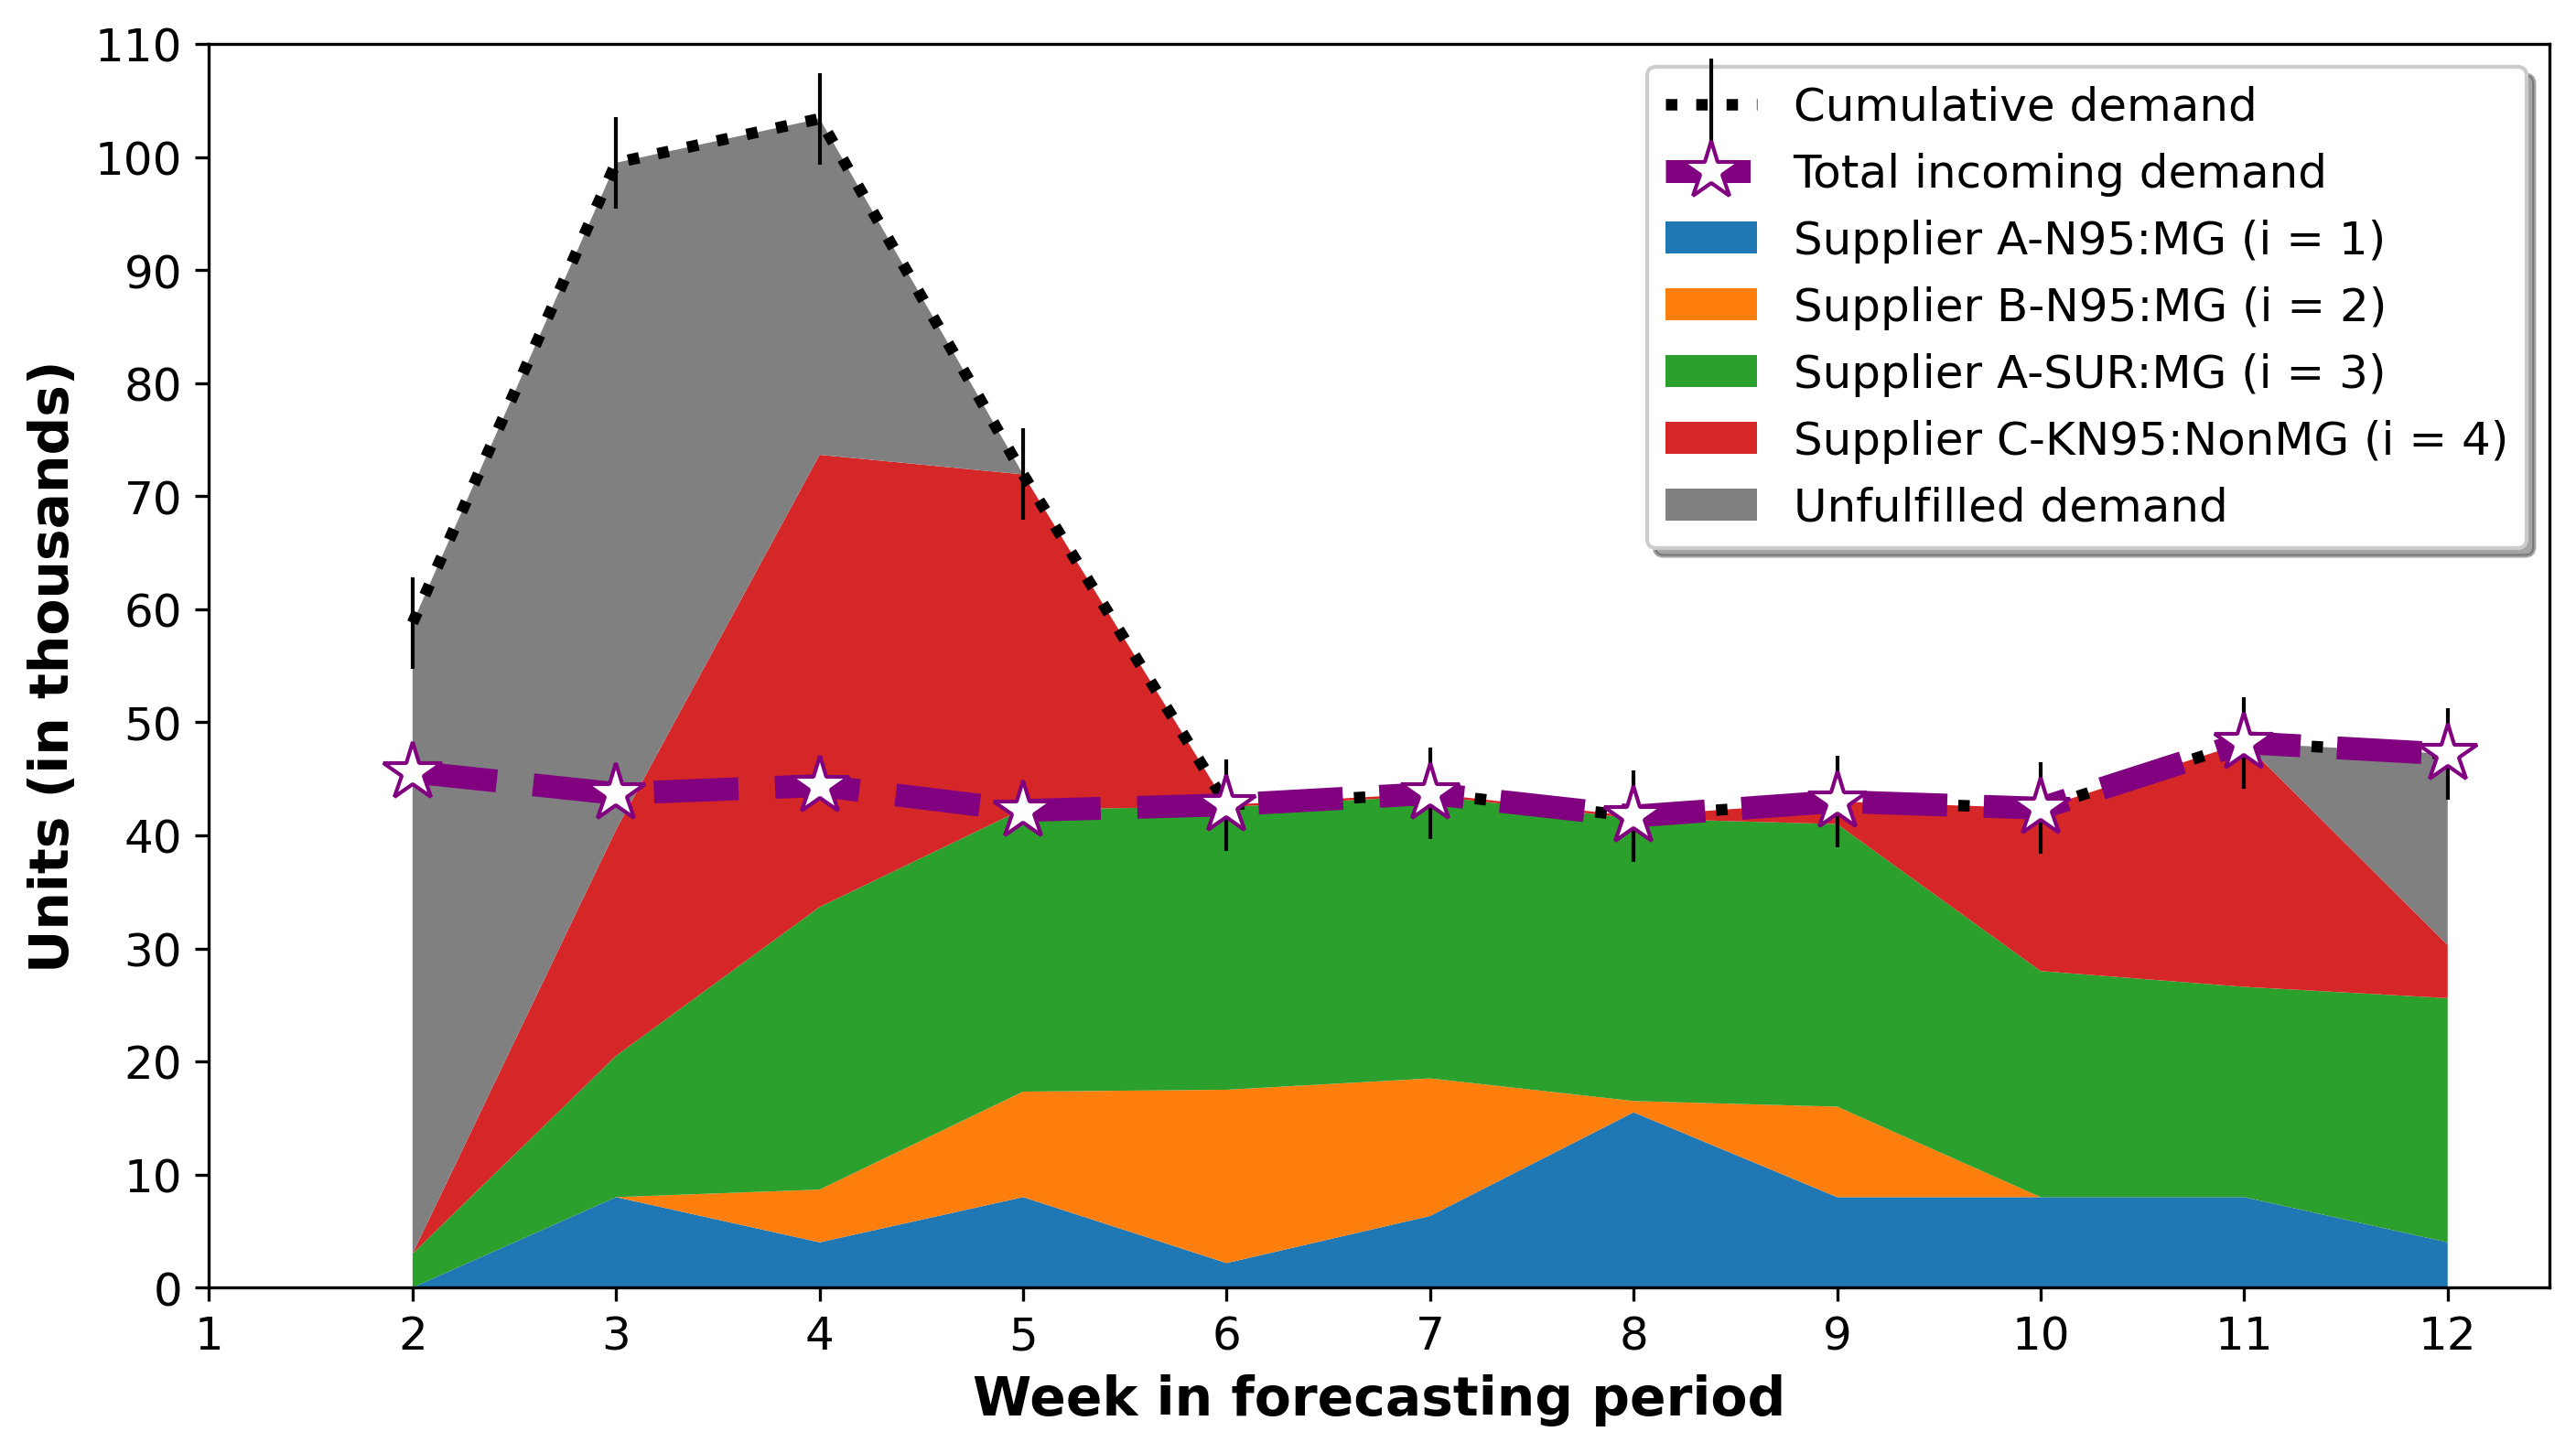 110
100
90
80
70
60
50
40
30
20
10
0
Units (in thousands)
Cumulative demand
Total incoming demand
Supplier A-N95:MG (i = 1)
Supplier B-N95:MG (i = 2)
Supplier A-SUR:MG (i = 3)
Supplier C-KN95:NonMG (i = 4)
Unfulfilled demand
1 2 3 4 5 6 7 8 9 10 11 12
Week in forecasting period